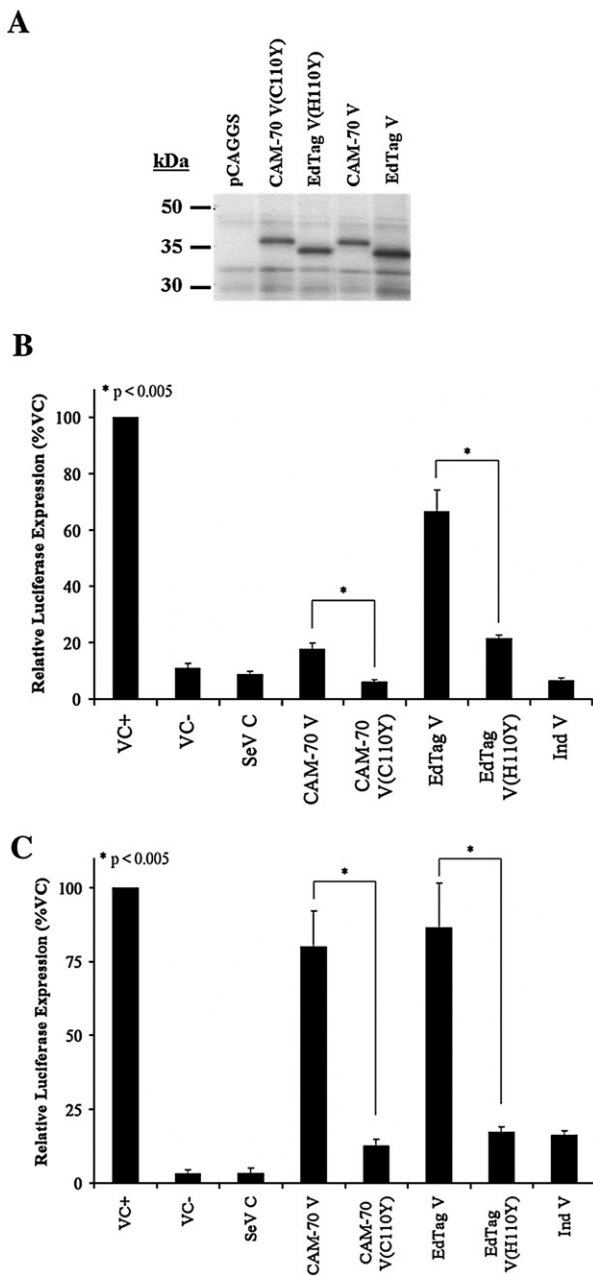 A
kDa
pCAGGS
CAM-70 V(C110Y)
EdTag V(H110Y)
CAM-70 V
EdTag V
50
35
30
B
* p < 0.005
Relative Luciferase Expression (%VC)
100
80
60
40
20
0
*
*
VC+
VC-
SeV C
CAM-70 V
CAM-70
V(C110Y)
EdTag V
EdTag
V(H110Y)
Ind V
C
* p < 0.005
Relative Luciferase Expression (%VC)
100
75
50
25
0
*
*
VC+
VC-
SeV C
CAM-70 V
CAM-70
V(C110Y)
EdTag V
EdTag
V(H110Y)
Ind V